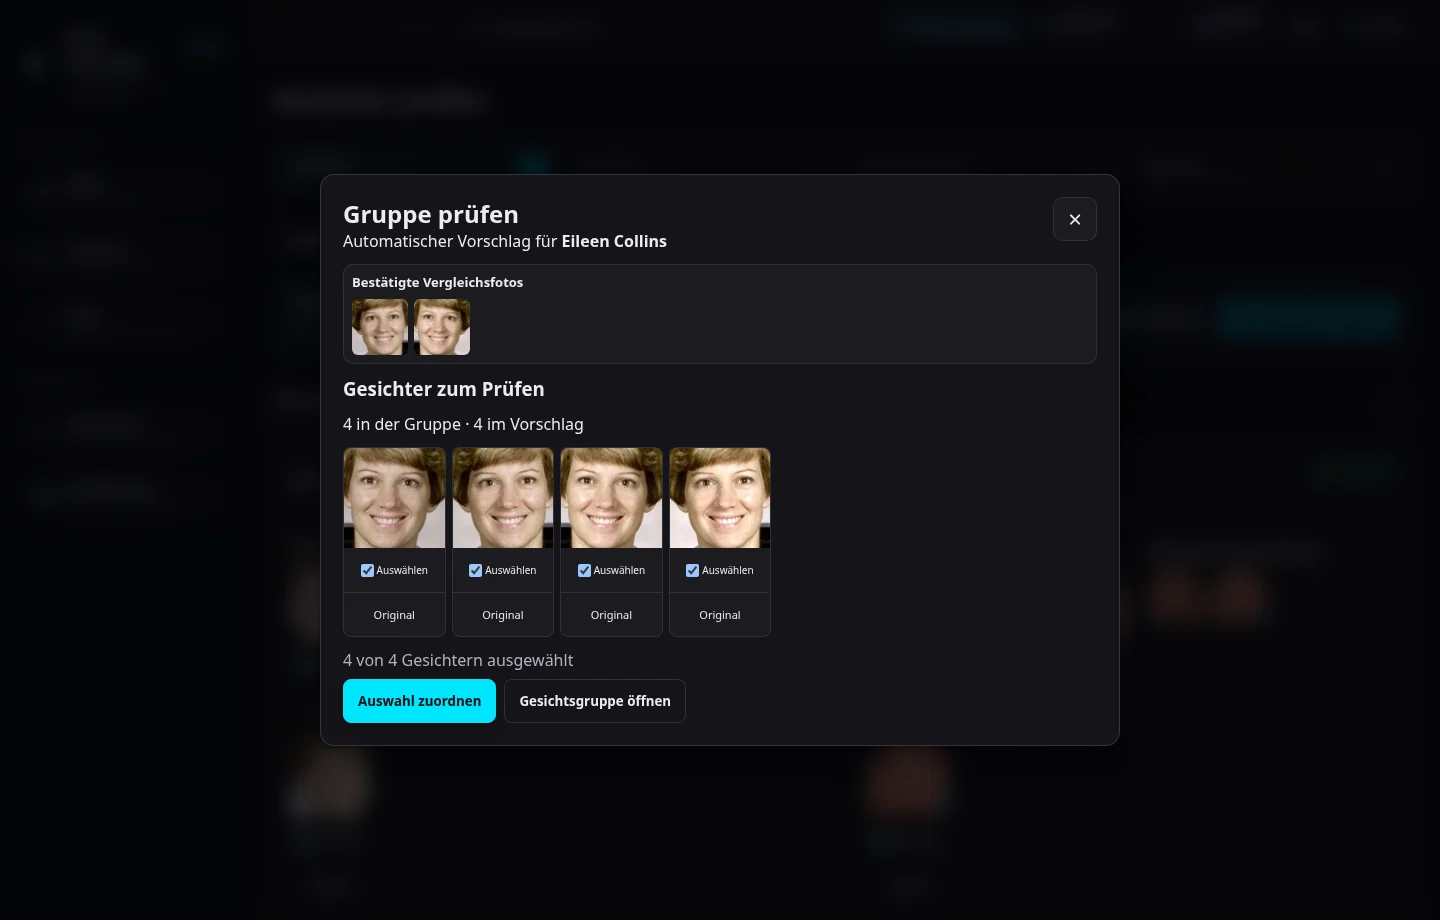 Gruppe prüfen
Automatischer Vorschlag für Eileen Collins
Bestätigte Vergleichsfotos
Gesichter zum Prüfen
4 in der Gruppe · 4 im Vorschlag
Auswählen Auswählen Auswählen Auswählen
Original Original Original Original
4 von 4 Gesichtern ausgewählt
Auswahl zuordnen Gesichtsgruppe öffnen